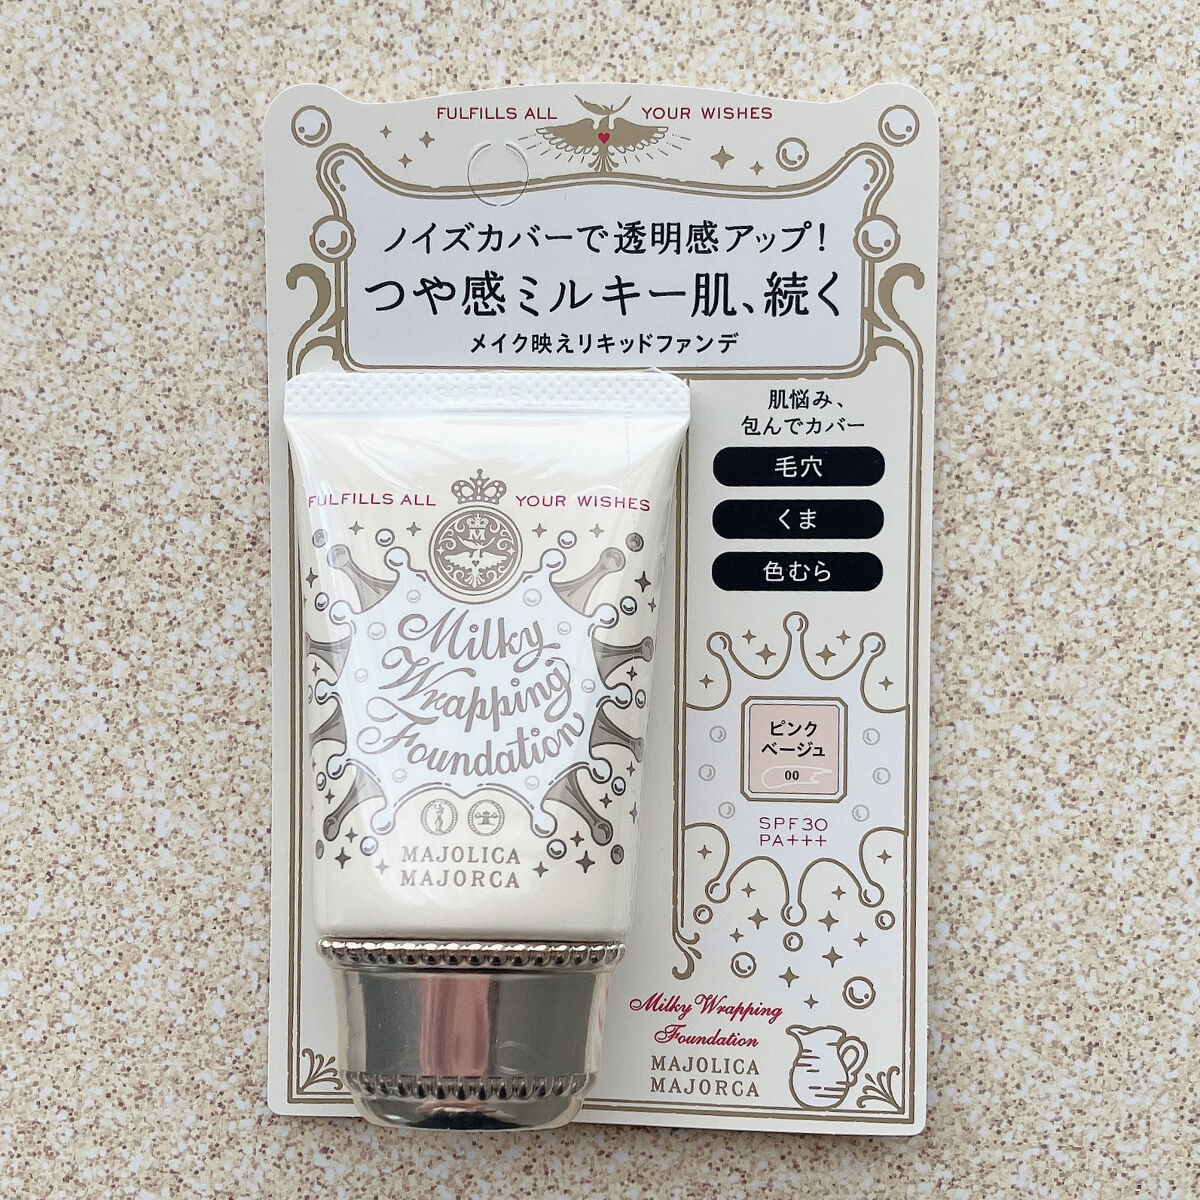 FULFILLS ALL YOUR WISHES
ノイズカバーで透明感アップ!
つや感ミルキー肌、続く
メイク映えリキッドファンデ
肌悩み、
包んでカバー
毛穴
くま
色むら
ピンク
ベージュ
00
SPF30
PA+++
Milky Wrapping
Foundation
MAJOLICA
MAJORCA
FULFILLS ALL YOUR WISHES
M
Milky
Wrapping
Foundation
MAJOLICA
MAJORCA